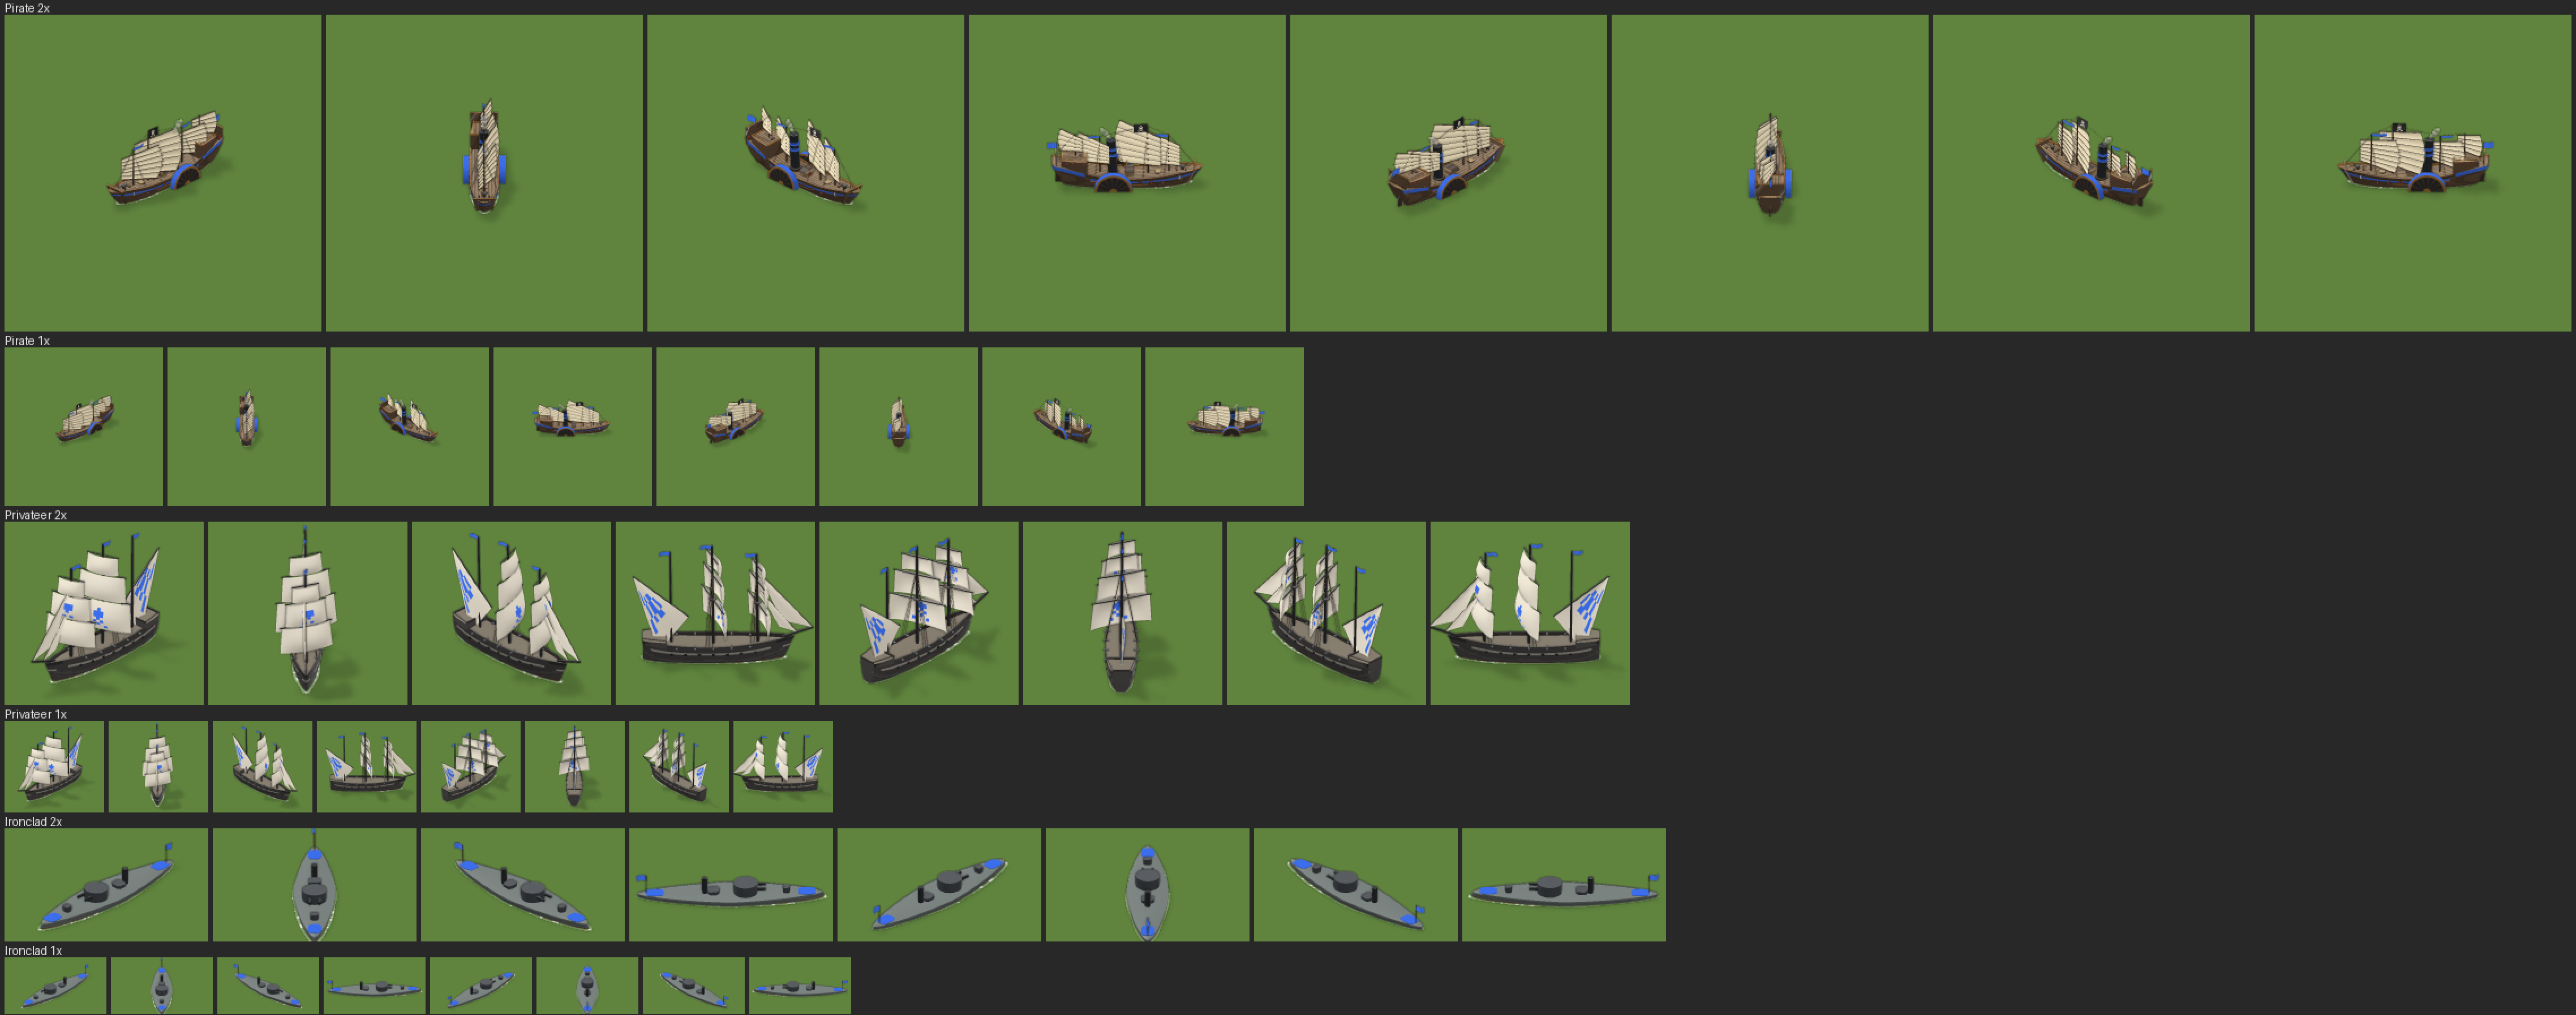 Pirate 2x
Pirate 1x
Privateer 2x
Privateer 1x
Ironclad 2x
Ironclad 1x